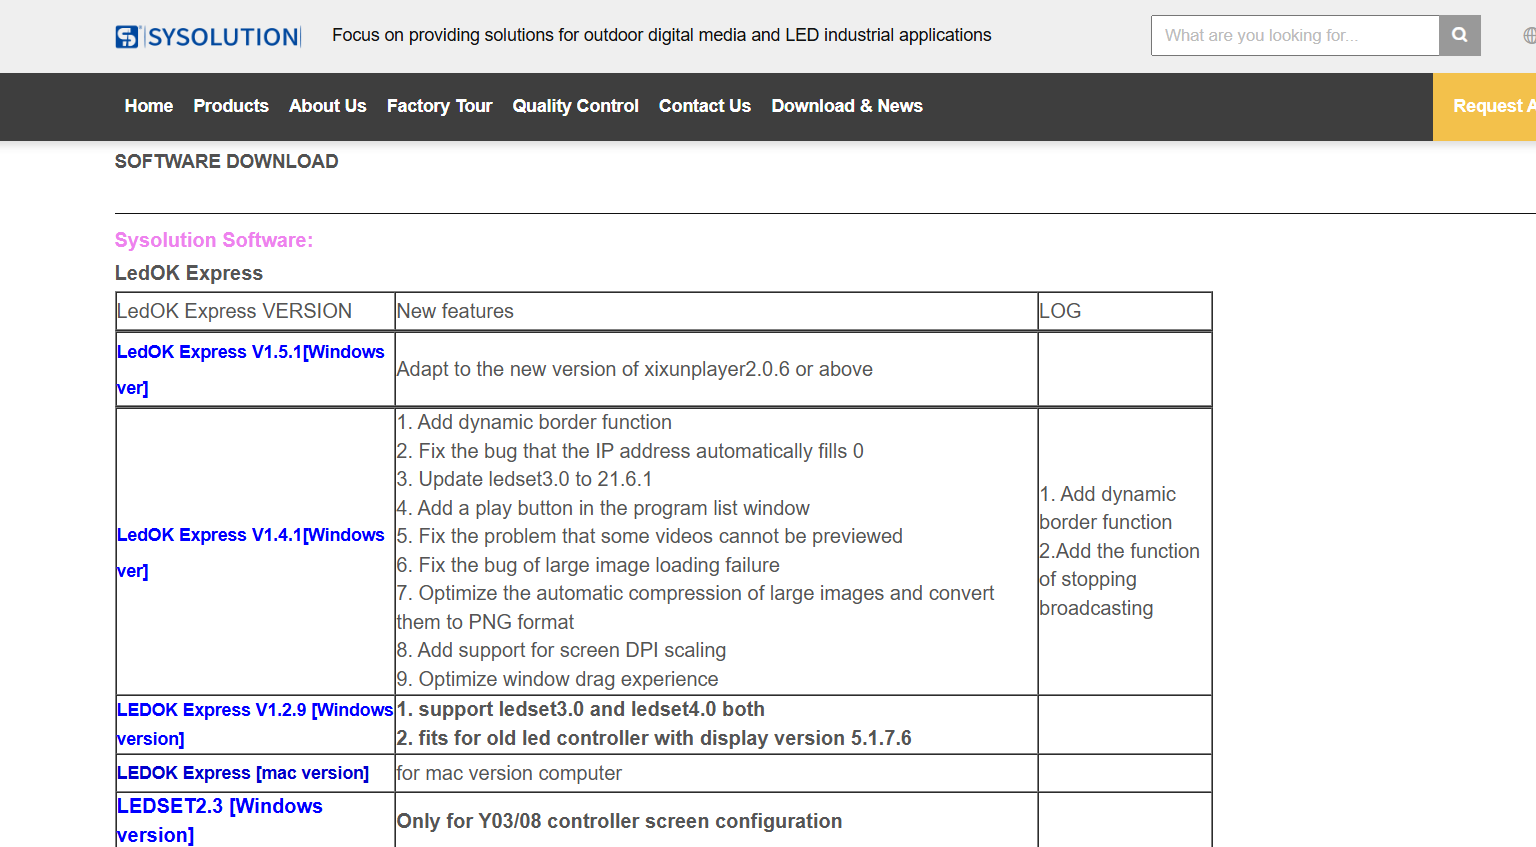 SYSOLUTION
Focus on providing solutions for outdoor digital media and LED industrial applications
What are you looking for...
Home Products About Us Factory Tour Quality Control Contact Us Download & News
Request A
SOFTWARE DOWNLOAD
Sysolution Software:
LedOK Express
LedOK Express VERSION
New features
LOG
LedOK Express V1.5.1[Windows
ver]
Adapt to the new version of xixunplayer2.0.6 or above
LedOK Express V1.4.1[Windows
ver]
1. Add dynamic border function
2. Fix the bug that the IP address automatically fills 0
3. Update ledset3.0 to 21.6.1
4. Add a play button in the program list window
5. Fix the problem that some videos cannot be previewed
6. Fix the bug of large image loading failure
7. Optimize the automatic compression of large images and convert
them to PNG format
8. Add support for screen DPI scaling
9. Optimize window drag experience
1. Add dynamic
border function
2.Add the function
of stopping
broadcasting
LEDOK Express V1.2.9 [Windows
version]
1. support ledset3.0 and ledset4.0 both
2. fits for old led controller with display version 5.1.7.6
LEDOK Express [mac version]
for mac version computer
LEDSET2.3 [Windows
version]
Only for Y03/08 controller screen configuration